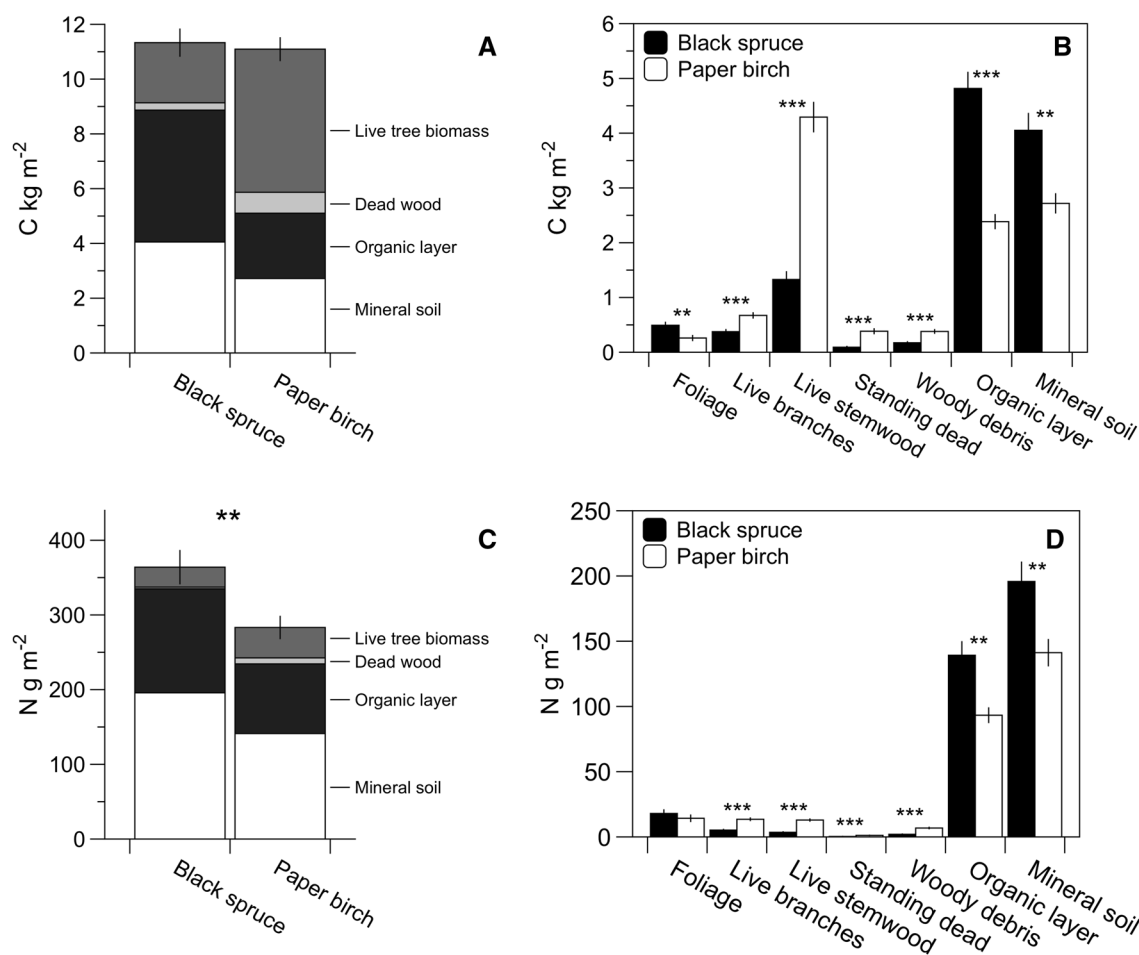 A
C kg m-2
12
10
8
6
4
2
0
Live tree biomass
Dead wood
Organic layer
Mineral soil
Black spruce
Paper birch
B
C kg m-2
6
5
4
3
2
1
0
Black spruce
Paper birch
**
***
***
***
***
***
**
Foliage
Live branches
Live stemwood
Standing dead
Woody debris
Organic layer
Mineral soil
C
**
N g m-2
400
300
200
100
0
Live tree biomass
Dead wood
Organic layer
Mineral soil
Black spruce
Paper birch
D
N g m-2
250
200
150
100
50
0
Black spruce
Paper birch
***
***
***
***
**
**
Foliage
Live branches
Live stemwood
Standing dead
Woody debris
Organic layer
Mineral soil